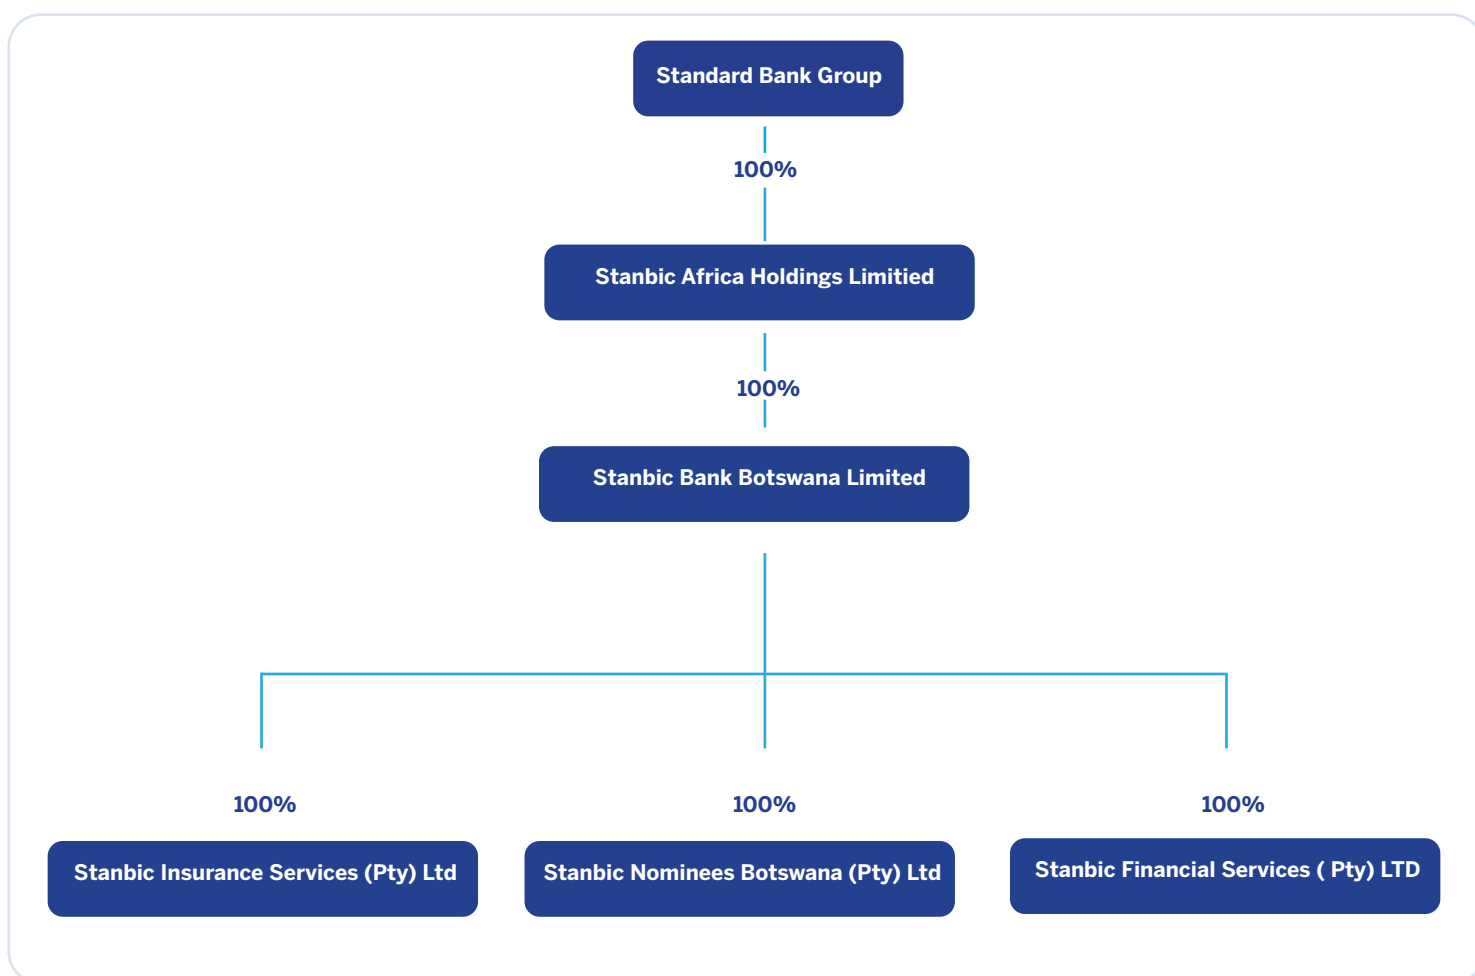 Standard Bank Group
100%
Stanbic Africa Holdings Limitied
100%
Stanbic Bank Botswana Limited
100%
100%
100%
Stanbic Insurance Services (Pty) Ltd
Stanbic Nominees Botswana (Pty) Ltd
Stanbic Financial Services ( Pty) LTD